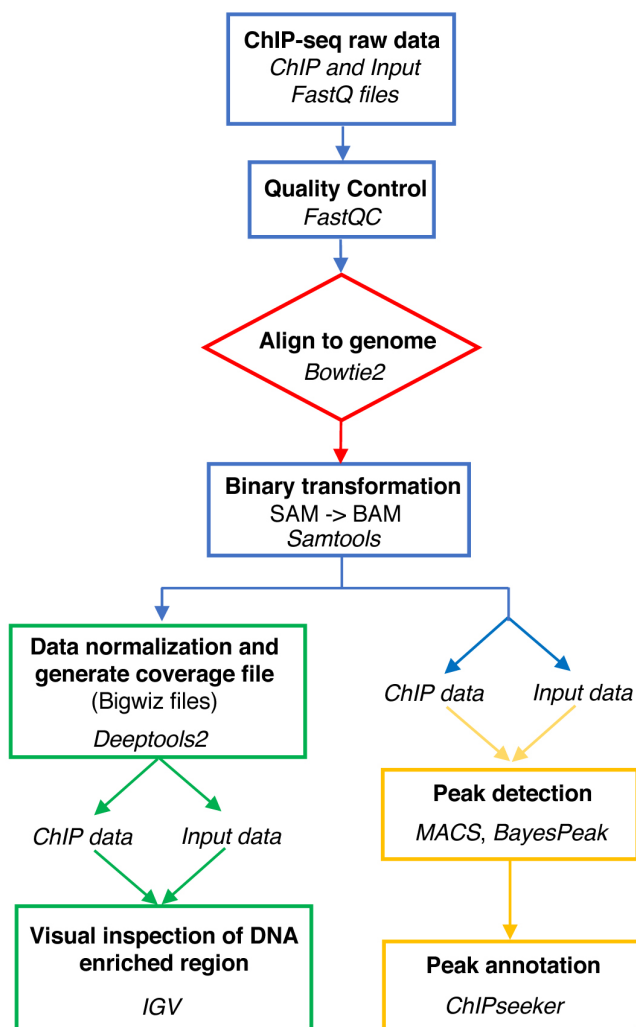 ChIP-seq raw data
ChIP and Input
FastQ files
Quality Control
FastQC
Align to genome
Bowtie2
Binary transformation
SAM -> BAM
Samtools
Data normalization and
generate coverage file
(Bigwiz files)
Deeptools2
ChIP data
Input data
Visual inspection of DNA
enriched region
IGV
ChIP data
Input data
Peak detection
MACS, BayesPeak
Peak annotation
ChIPseeker